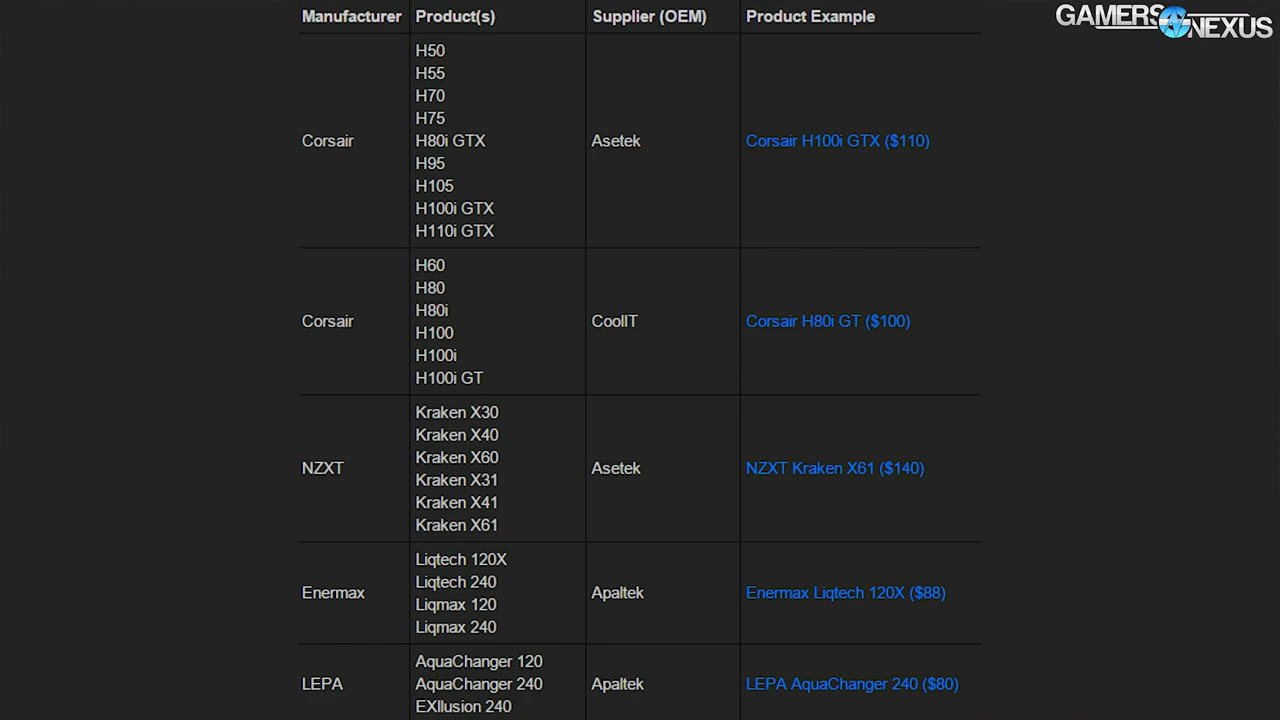 Manufacturer Product(s) Supplier (OEM) Product Example
GAMERS NEXUS
H50
H55
H70
H75
Corsair H80i GTX Asetek Corsair H100i GTX ($110)
H95
H105
H100i GTX
H110i GTX
H60
H80
H80i
Corsair CoolIT Corsair H80i GT ($100)
H100
H100i
H100i GT
Kraken X30
Kraken X40
Kraken X60
NZXT Asetek NZXT Kraken X61 ($140)
Kraken X31
Kraken X41
Kraken X61
Liqtech 120X
Liqtech 240
Enermax Apaltek Enermax Liqtech 120X ($88)
Liqmax 120
Liqmax 240
AquaChanger 120
LEPA AquaChanger 240 Apaltek LEPA AquaChanger 240 ($80)
EXllusion 240